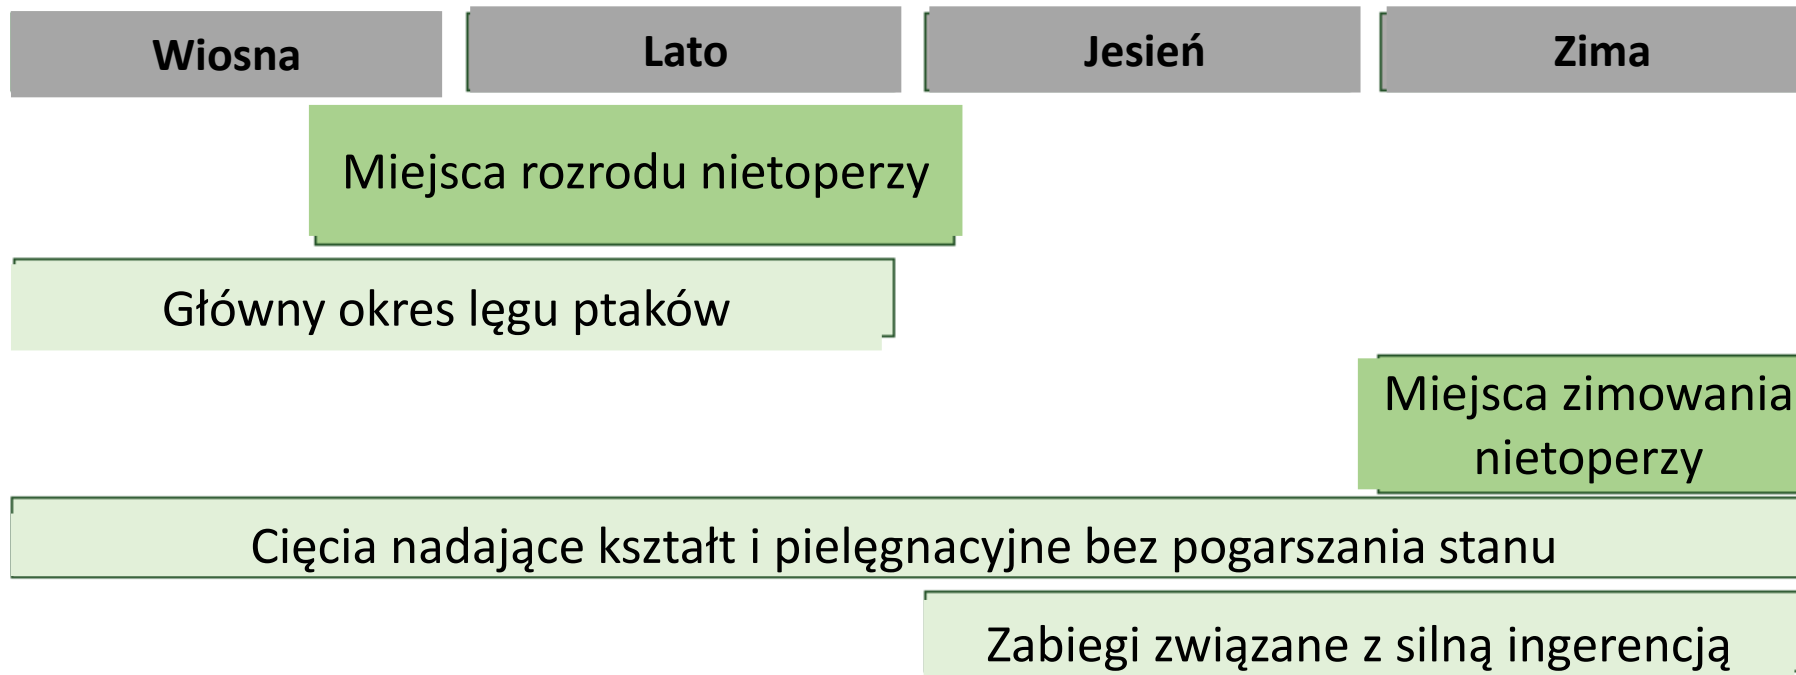 Wiosna
Lato
Jesień
Zima
Miejsca rozrodu nietoperzy
Główny okres lęgu ptaków
Miejsca zimowania
nietoperzy
Cięcia nadające kształt i pielęgnacyjne bez pogarszania stanu
Zabiegi związane z silną ingerencją